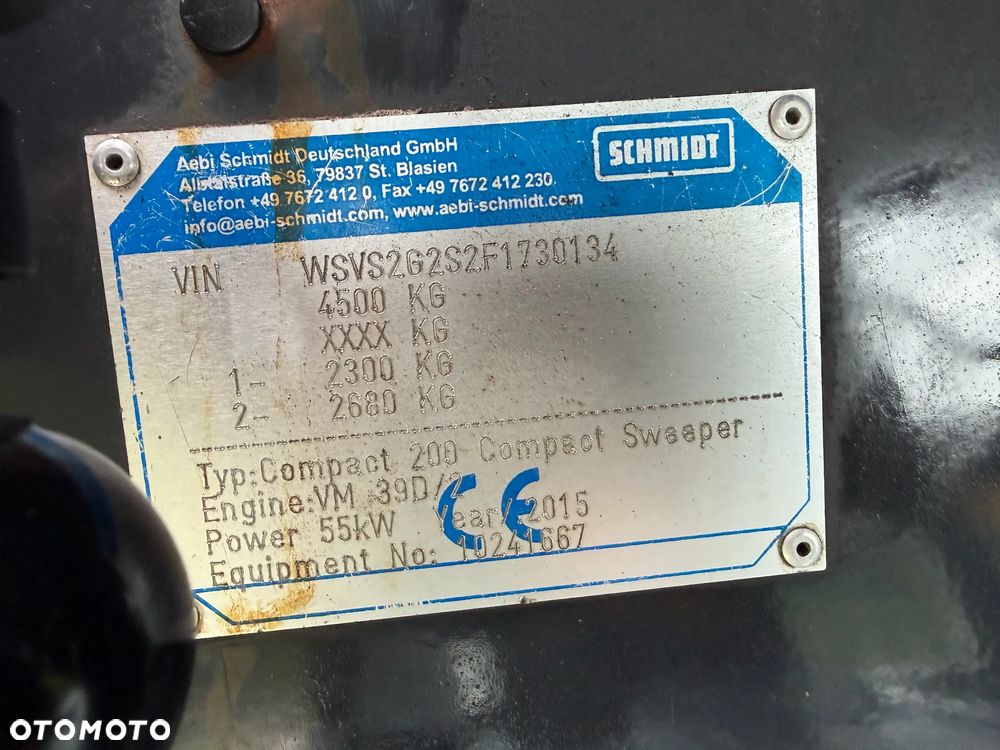 Aebi Schmidt Deutschland GmbH
Albtalstraße 36, 79837 St. Blasien
Telefon +49 7672 412 0, Fax +49 7672 412 230
info@aebi-schmidt.com, www.aebi-schmidt.com
SCHMIDT
VIN WSVS2G2S2F1730134
4500 KG
XXXX KG
1- 2300 KG
2- 2680 KG
Typ:Compact 200 Compact Sweeper
Engine:VM 39D/2
Power 55kW Year/2015
Equipment No: 10241667
CE
OTOMOTO